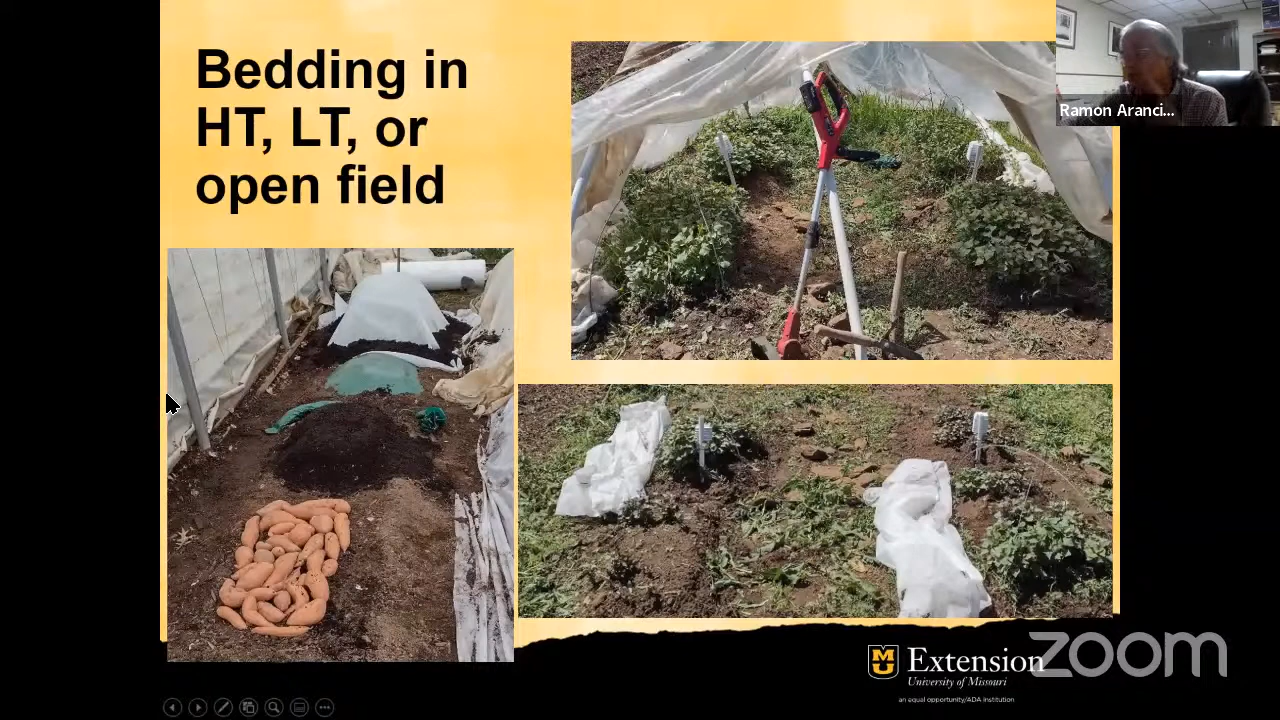 Bedding in
HT, LT, or
open field
Ramon Aranci...
Extension
University of Missouri
an equal opportunity/ADA institution
zoom